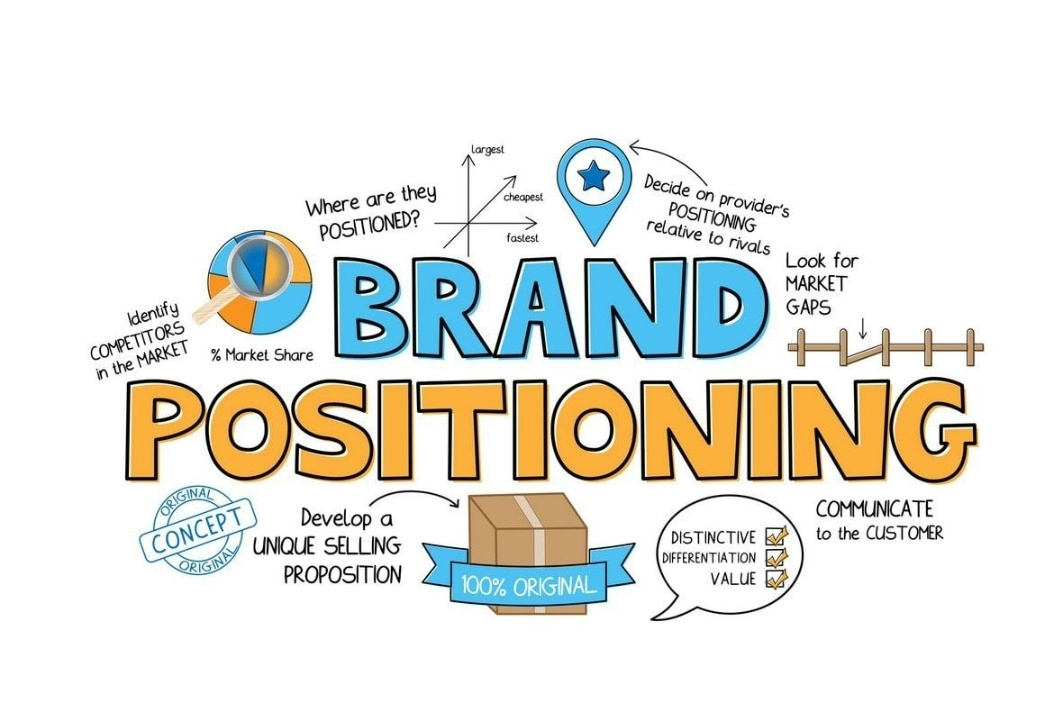 Where are they
POSITIONED?
largest
cheapest
fastest
Decide on provider's
POSITIONING
relative to rivals
Look for
MARKET
GAPS
Identify
COMPETITORS
in the MARKET
% Market Share
BRAND
POSITIONING
ORIGINAL
CONCEPT
ORIGINAL
Develop a
UNIQUE SELLING
PROPOSITION
100% ORIGINAL
DISTINCTIVE
DIFFERENTIATION
VALUE
COMMUNICATE
to the CUSTOMER